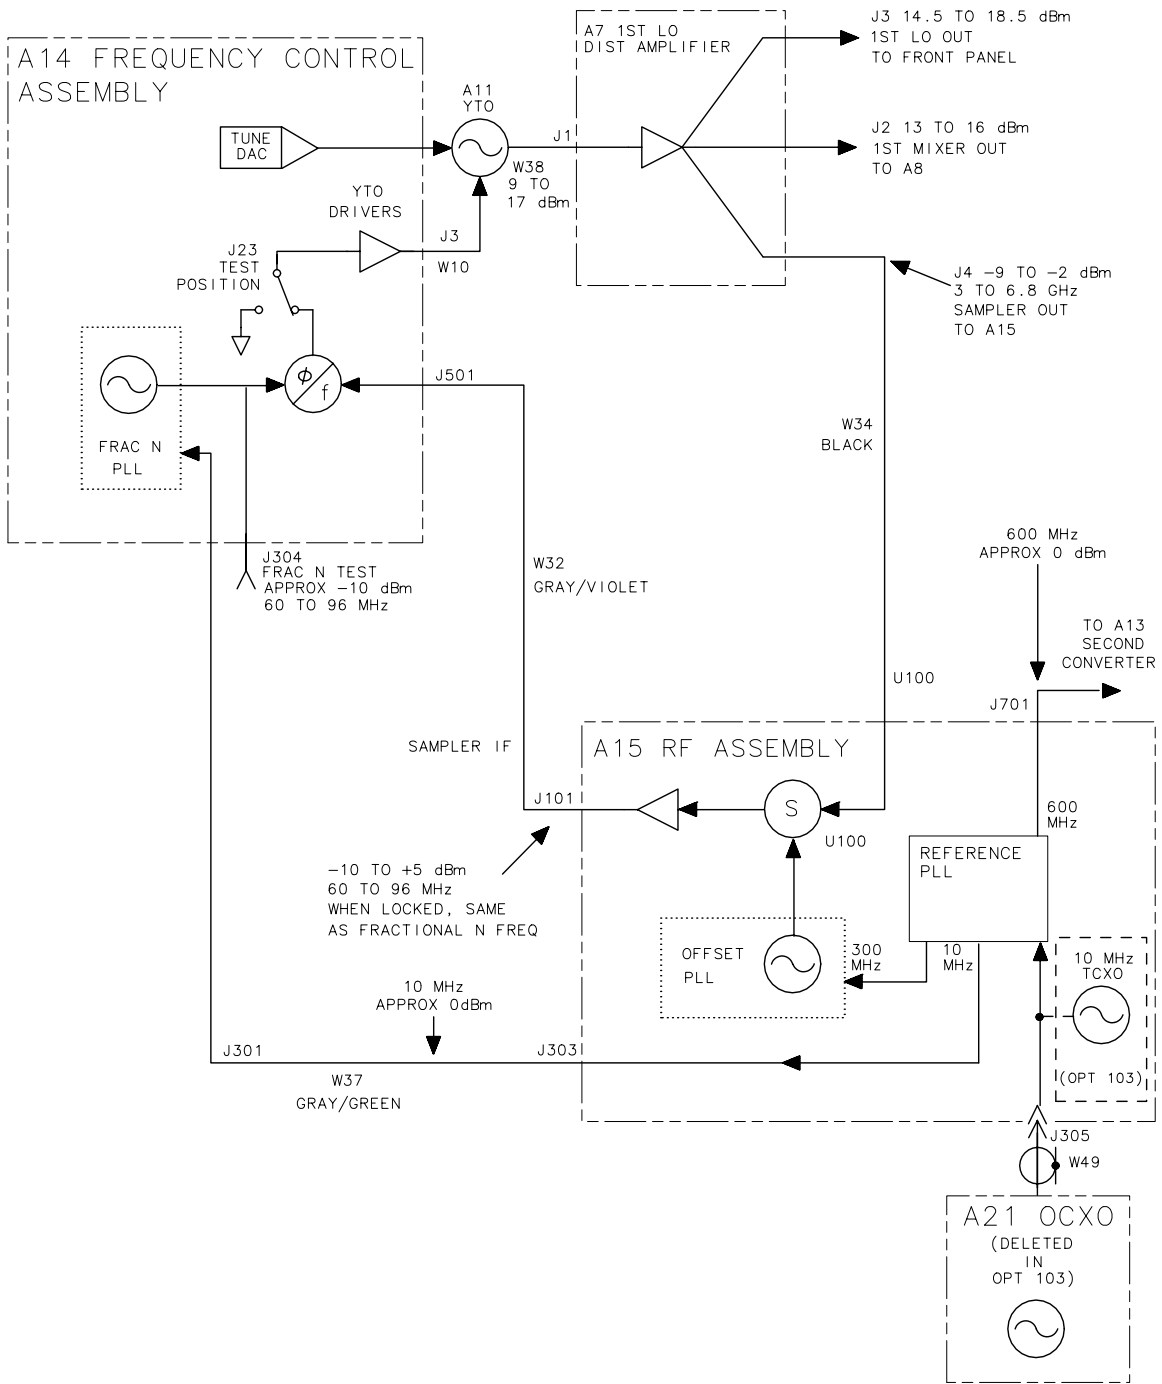 A14 FREQUENCY CONTROL
ASSEMBLY
TUNE
DAC
A11
YTO
YTO
DRIVERS
J23
TEST
POSITION
J3
W10
J1
W38
9 TO
17 dBm
A7 1ST LO
DIST AMPLIFIER
J3 14.5 TO 18.5 dBm
1ST LO OUT
TO FRONT PANEL
J2 13 TO 16 dBm
1ST MIXER OUT
TO A8
J4 -9 TO -2 dBm
3 TO 6.8 GHz
SAMPLER OUT
TO A15
ϕ
f
FRAC N
PLL
J501
J304
FRAC N TEST
APPROX -10 dBm
60 TO 96 MHz
W34
BLACK
W32
GRAY/VIOLET
600 MHz
APPROX 0 dBm
TO A13
SECOND
CONVERTER
U100
J701
SAMPLER IF
A15 RF ASSEMBLY
J101
S
U100
600
MHz
REFERENCE
PLL
-10 TO +5 dBm
60 TO 96 MHz
WHEN LOCKED, SAME
AS FRACTIONAL N FREQ
OFFSET
PLL
300
MHz
10
MHz
10 MHz
TCXO
(OPT 103)
10 MHz
APPROX 0dBm
J301
J303
W37
GRAY/GREEN
J305
W49
A21 OCXO
(DELETED
IN
OPT 103)